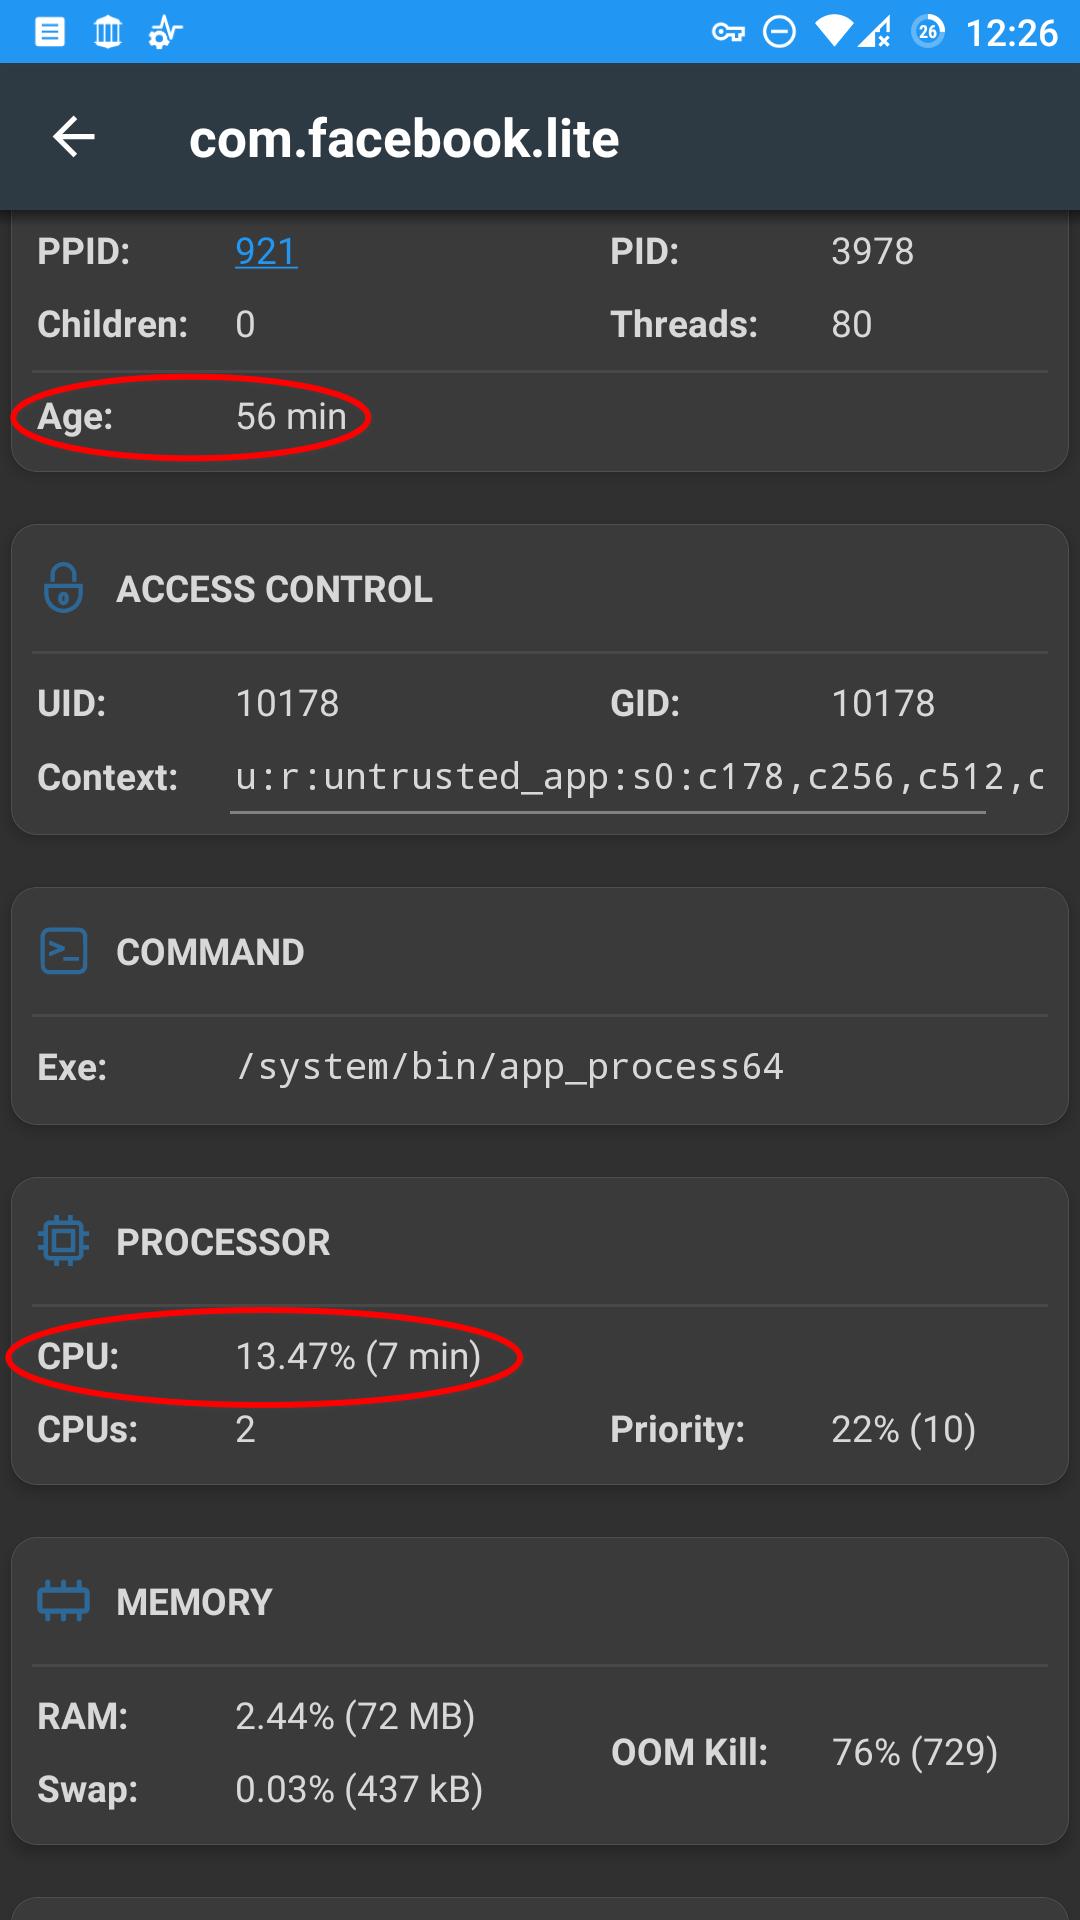 26 12:26
com.facebook.lite
PPID: 921 PID: 3978
Children: 0 Threads: 80
Age: 56 min
ACCESS CONTROL
UID: 10178 GID: 10178
Context: u:r:untrusted_app:s0:c178,c256,c512,c
COMMAND
Exe: /system/bin/app_process64
PROCESSOR
CPU: 13.47% (7 min)
CPUs: 2 Priority: 22% (10)
MEMORY
RAM: 2.44% (72 MB)
OOM Kill: 76% (729)
Swap: 0.03% (437 kB)